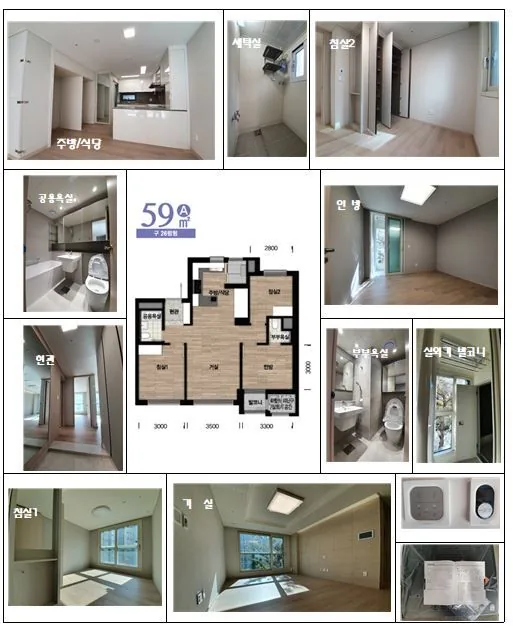 주방/식당
세탁실
침실2
공용욕실
59 A m²
구 26평형
안 방
2800
주방/식당
침실2
현관
공용욕실
부부욕실
침실1
거실
안방
3000
발코니
3000
3500
3300
현관
부부욕실
실외기 발코니
침실1
거 실